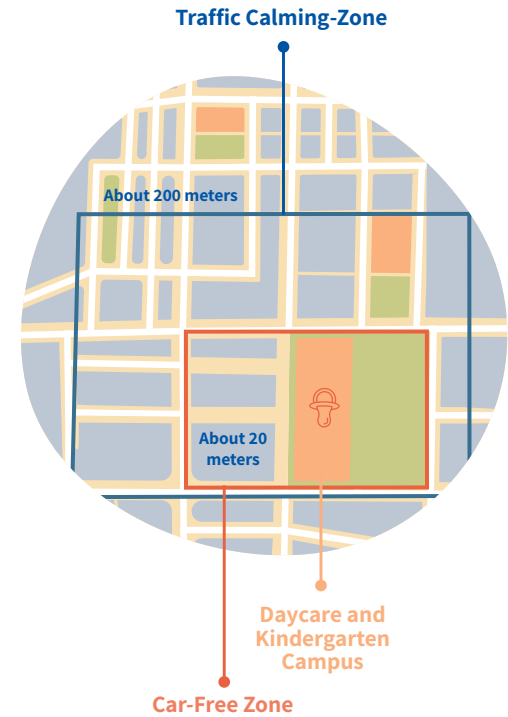 Traffic Calming-Zone
About 200 meters
About 20
meters
Daycare and
Kindergarten
Campus
Car-Free Zone